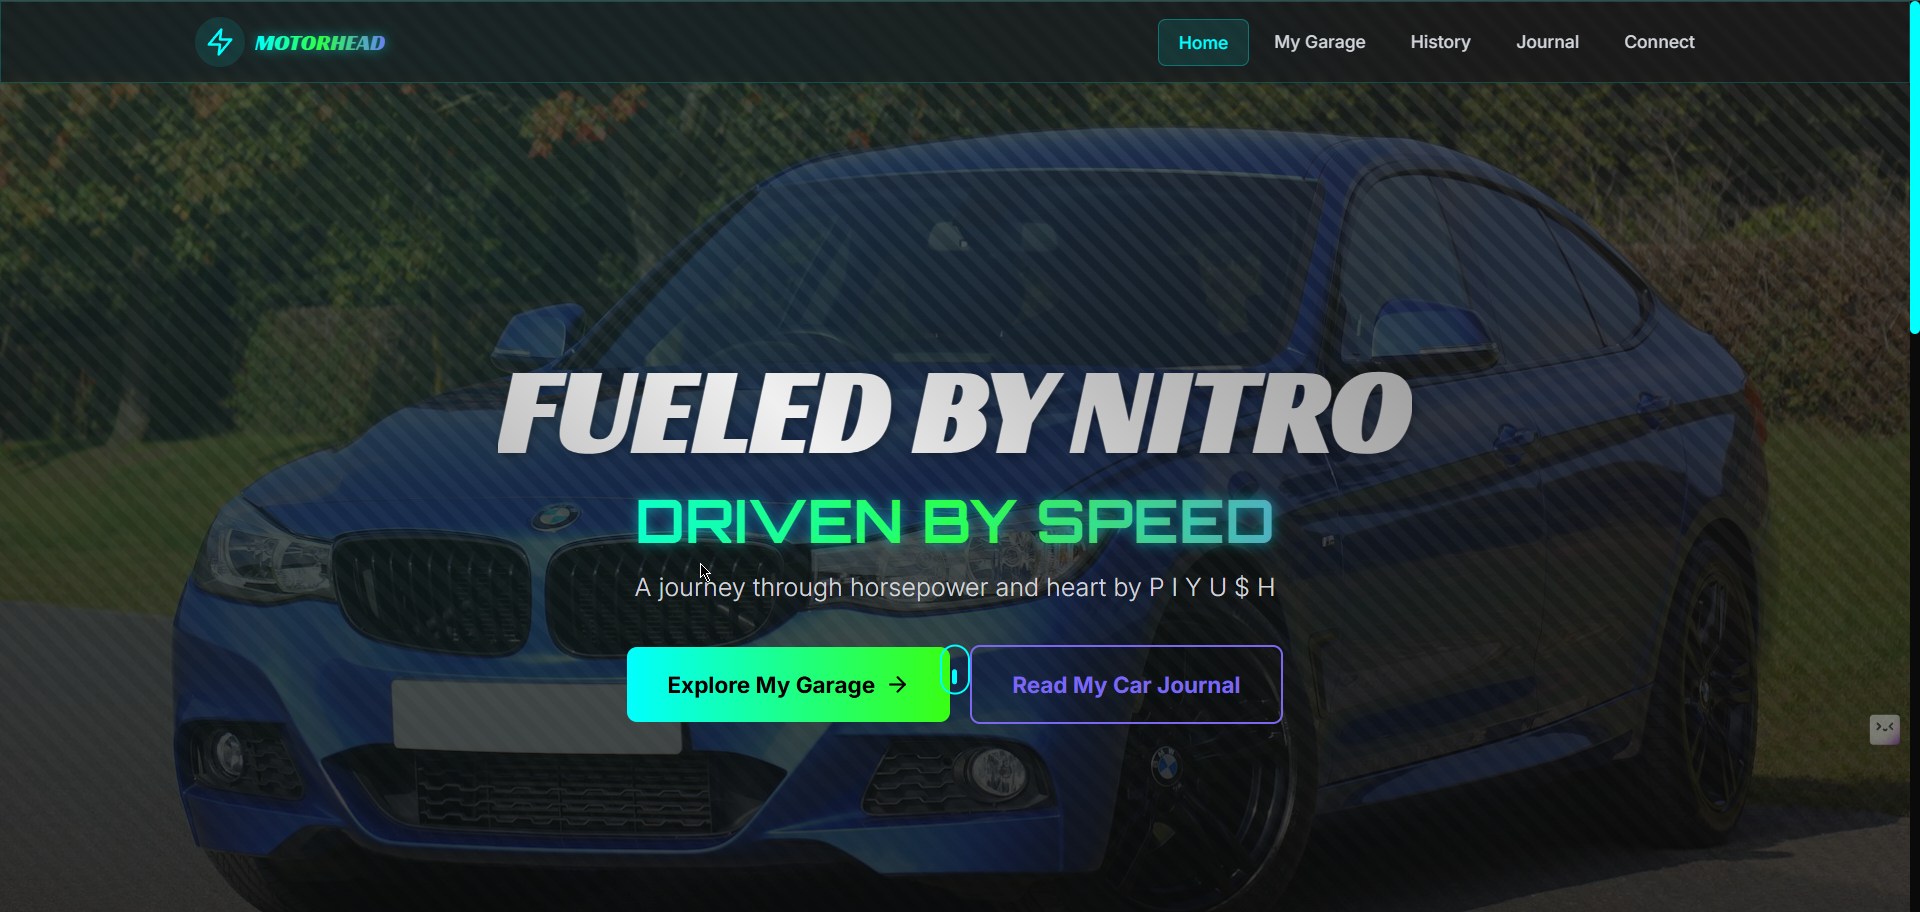 MOTORHEAD
Home My Garage History Journal Connect
FUELED BY NITRO
DRIVEN BY SPEED
A journey through horsepower and heart by P I Y U $ H
Explore My Garage →
Read My Car Journal